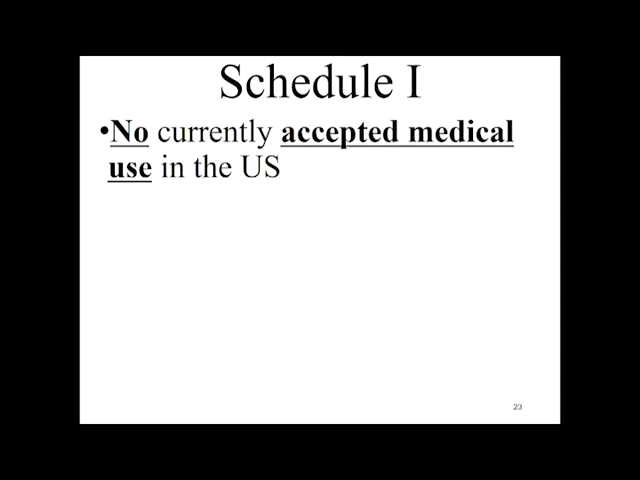 Schedule I
•No currently accepted medical
use in the US
23